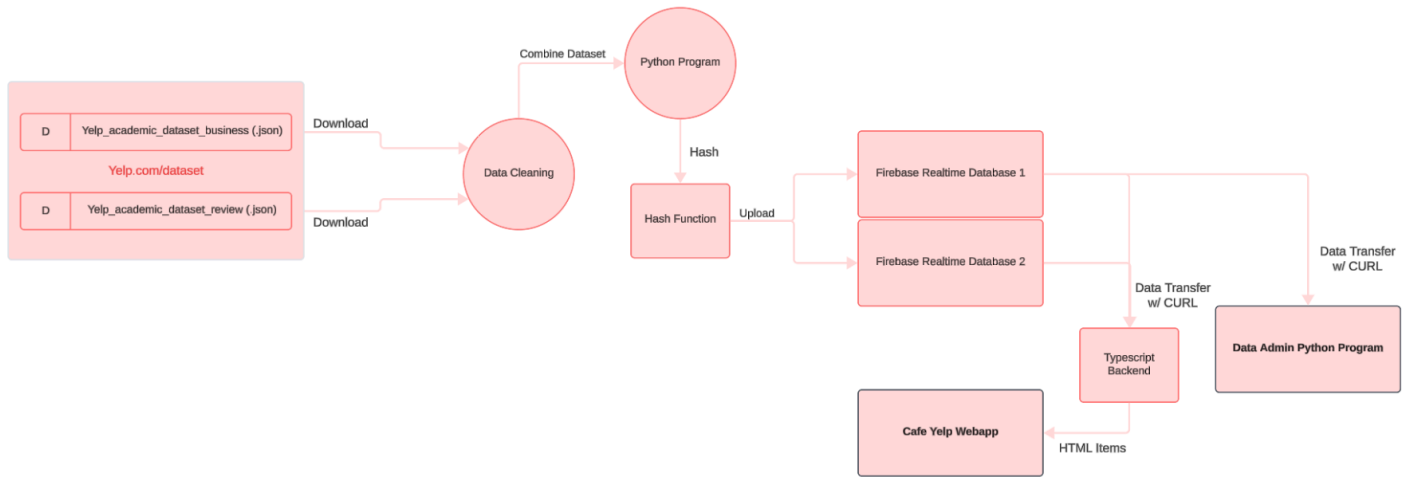 Combine Dataset
Python Program
D
Yelp_academic_dataset_business (.json)
Download
Yelp.com/dataset
D
Yelp_academic_dataset_review (.json)
Download
Data Cleaning
Hash
Hash Function
Upload
Firebase Realtime Database 1
Firebase Realtime Database 2
Data Transfer
w/ CURL
Data Transfer
w/ CURL
Typescript
Backend
Data Admin Python Program
Cafe Yelp Webapp
HTML Items